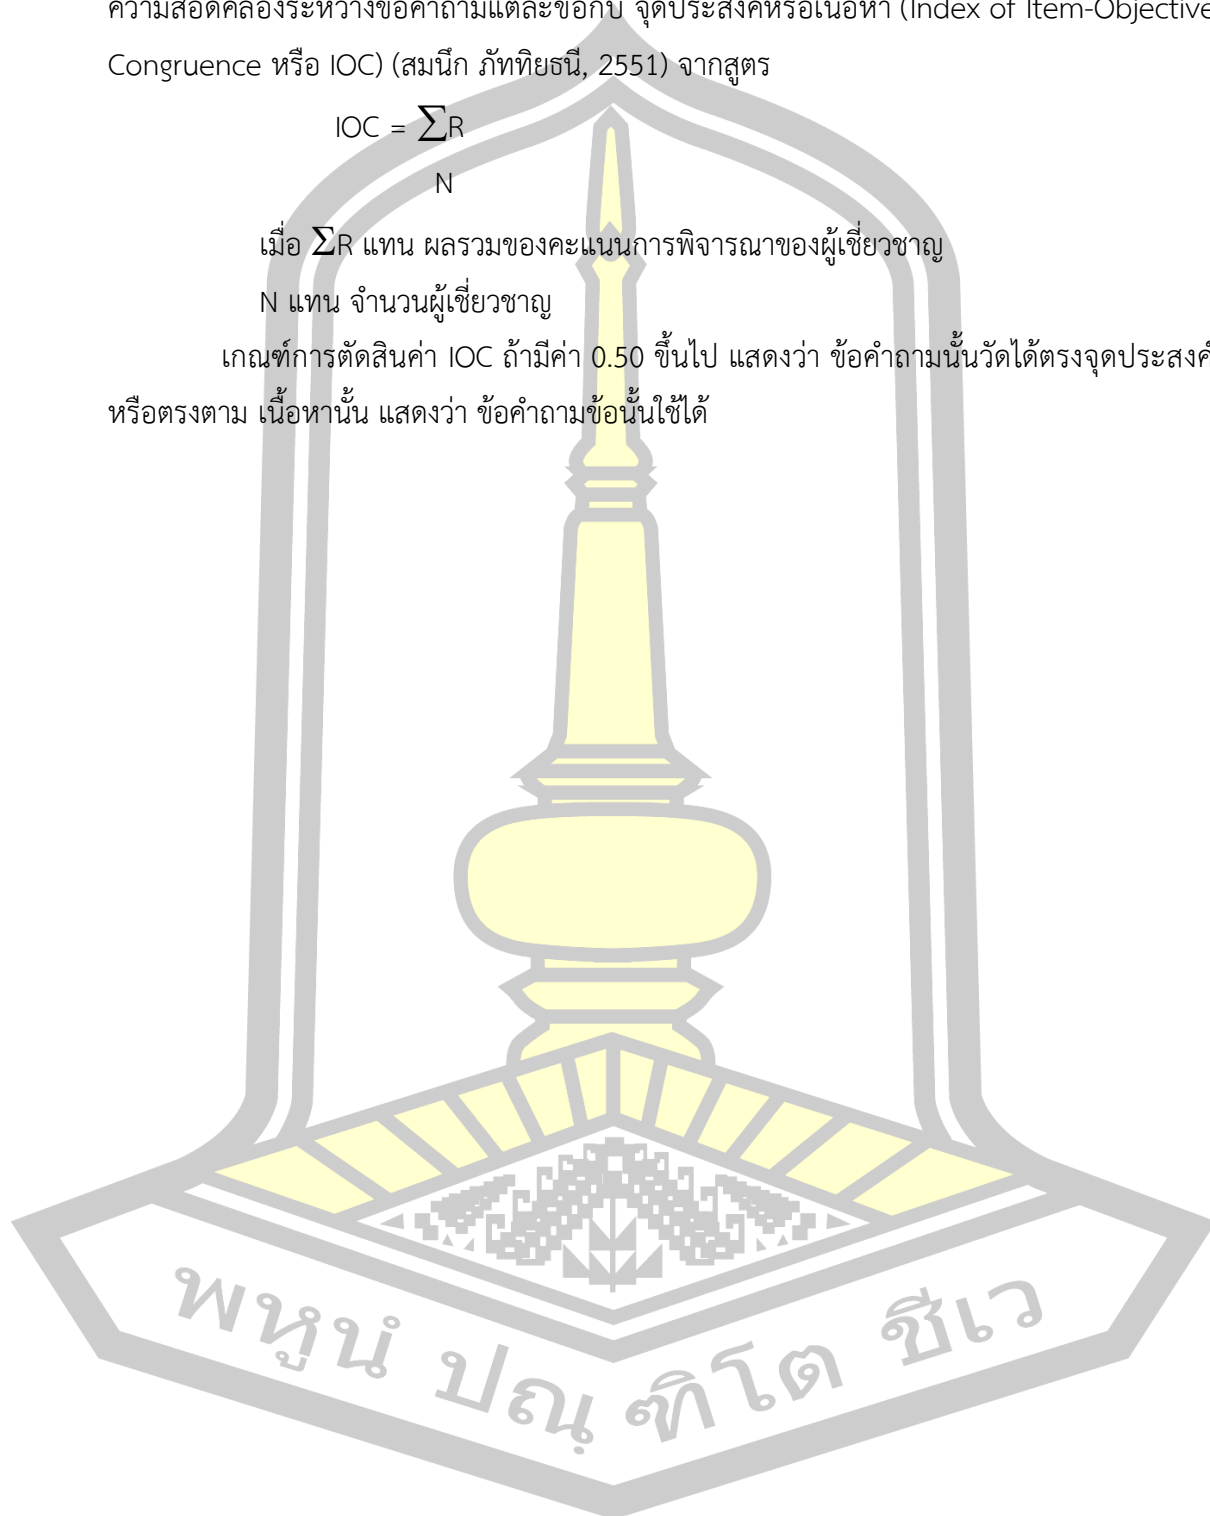 ความสอดคล้องระหว่างข้อคำถามแต่ละข้อกับ จุดประสงค์หรือเนื้อหา (Index of Item-Objective
Congruence หรือ IOC) (สมนึก ภัททิยธนี, 2551) จากสูตร
IOC = ∑R
N
เมื่อ ∑R แทน ผลรวมของคะแนนการพิจารณาของผู้เชี่ยวชาญ
N แทน จำนวนผู้เชี่ยวชาญ
เกณฑ์การตัดสินค่า IOC ถ้ามีค่า 0.50 ขึ้นไป แสดงว่า ข้อคำถามนั้นวัดได้ตรงจุดประสงค์
หรือตรงตาม เนื้อหานั้น แสดงว่า ข้อคำถามข้อนั้นใช้ได้
พหูนํ ปณฺฑิโต ชีเว